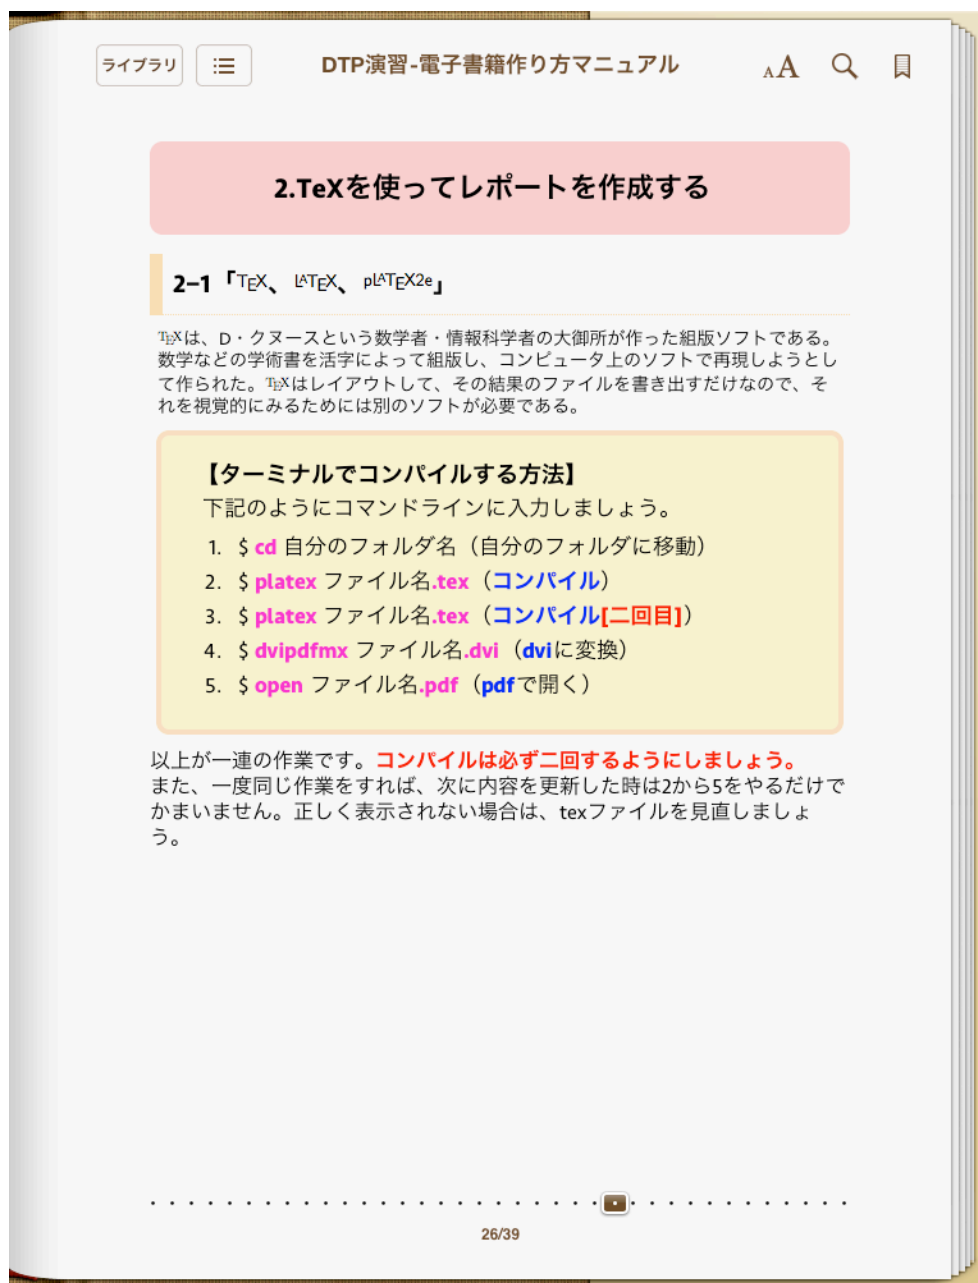 ライブラリ
DTP演習-電子書籍作り方マニュアル
AA
2.TeXを使ってレポートを作成する
2-1「TEX、LATEX、pLATEX2e」
TEXは、D・クヌースという数学者・情報科学者の大御所が作った組版ソフトである。
数学などの学術書を活字によって組版し、コンピュータ上のソフトで再現しようとし
て作られた。TEXはレイアウトして、その結果のファイルを書き出すだけなので、そ
れを視覚的にみるためには別のソフトが必要である。
【ターミナルでコンパイルする方法】
下記のようにコマンドラインに入力しましょう。
1. $ cd 自分のフォルダ名（自分のフォルダに移動）
2. $ platex ファイル名.tex（コンパイル）
3. $ platex ファイル名.tex（コンパイル[二回目]）
4. $ dvipdfmx ファイル名.dvi（dviに変換）
5. $ open ファイル名.pdf（pdfで開く）
以上が一連の作業です。コンパイルは必ず二回するようにしましょう。
また、一度同じ作業をすれば、次に内容を更新した時は2から5をやるだけで
かまいません。正しく表示されない場合は、texファイルを見直しましょ
う。
26/39